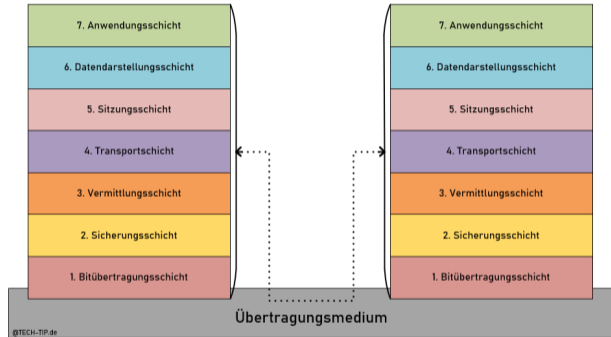 7. Anwendungsschicht
6. Datendarstellungsschicht
5. Sitzungsschicht
4. Transportschicht
3. Vermittlungsschicht
2. Sicherungsschicht
1. Bitübertragungsschicht
7. Anwendungsschicht
6. Datendarstellungsschicht
5. Sitzungsschicht
4. Transportschicht
3. Vermittlungsschicht
2. Sicherungsschicht
1. Bitübertragungsschicht
Übertragungsmedium
@TECH-TIP.de